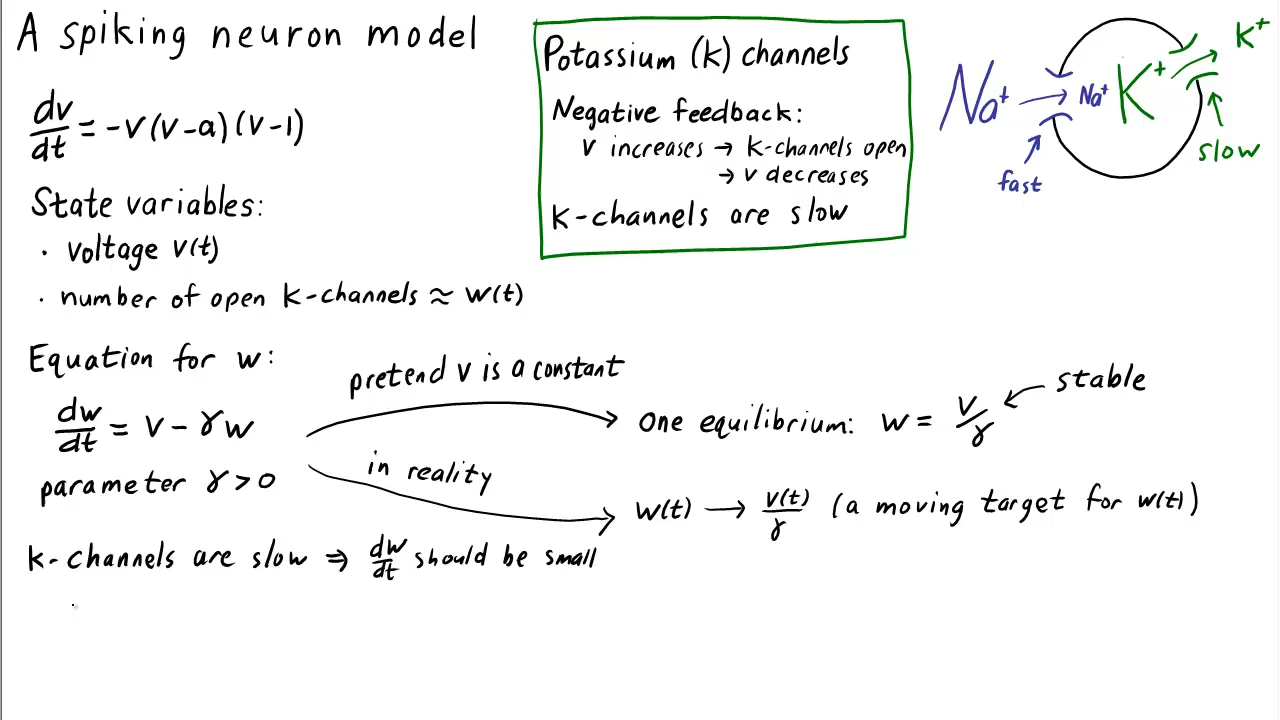 A spiking neuron model
dv/dt = -v(v-a)(v-1)
State variables:
· voltage v(t)
· number of open k-channels ≈ w(t)
Potassium (k) channels
Negative feedback:
v increases → k-channels open
→ v decreases
k-channels are slow
Na⁺ → Na⁺ K⁺ → K⁺
fast
slow
Equation for w:
dw/dt = v - γw
parameter γ > 0
pretend v is a constant
one equilibrium: w = v/γ
stable
in reality
w(t) → v(t)/γ (a moving target for w(t))
k-channels are slow ⇒ dw/dt should be small